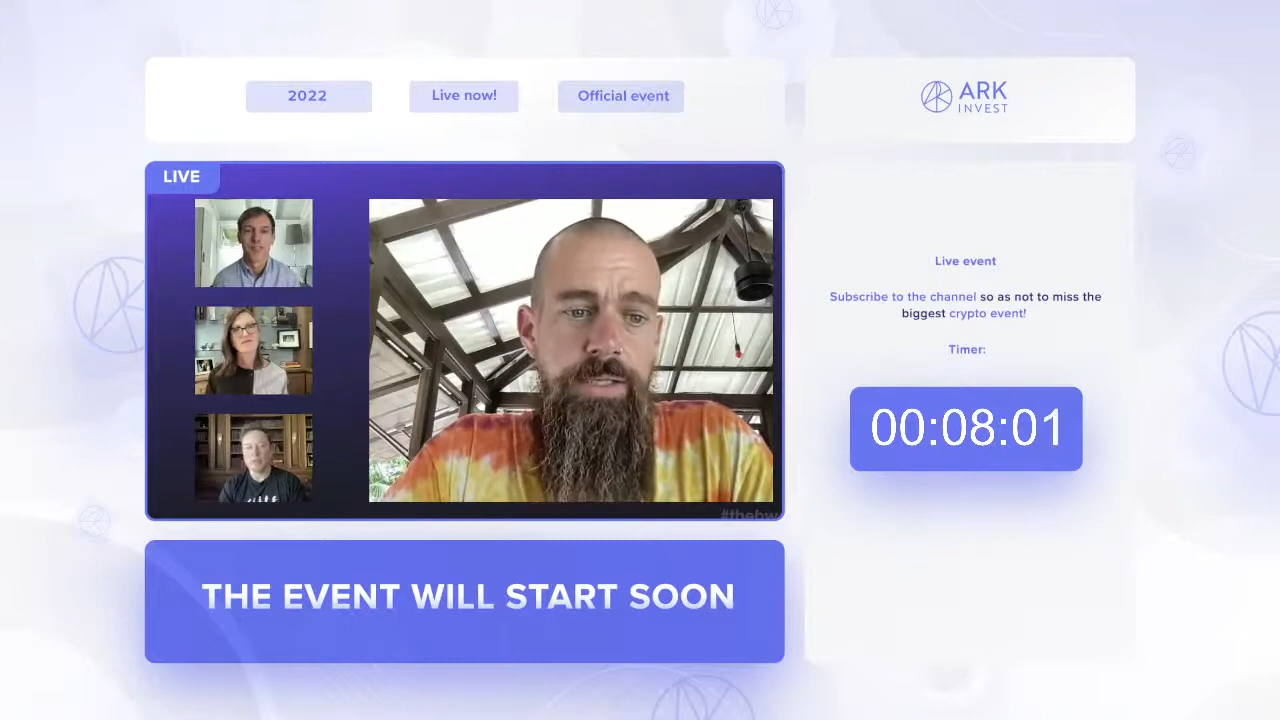 2022
Live now!
Official event
ARK
INVEST
LIVE
Live event
Subscribe to the channel so as not to miss the
biggest crypto event!
Timer:
00:08:01
THE EVENT WILL START SOON